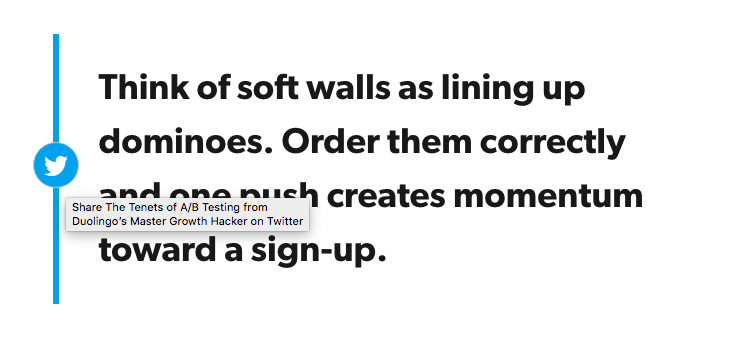 Think of soft walls as lining up
dominoes. Order them correctly
and one push creates momentum
Share The Tenets of A/B Testing from
Duolingo's Master Growth Hacker on Twitter
toward a sign-up.